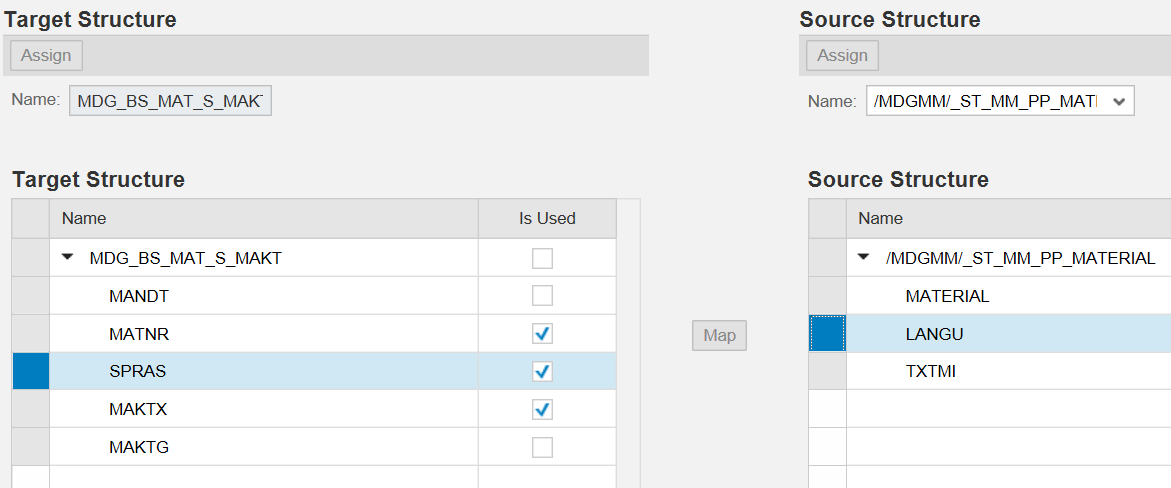 Target Structure
Source Structure
Assign
Assign
Name: MDG_BS_MAT_S_MAKT
Name: /MDGMM/_ST_MM_PP_MATI
Target Structure
Source Structure
Name Is Used
Name
MDG_BS_MAT_S_MAKT
/MDGMM/_ST_MM_PP_MATERIAL
MANDT
MATERIAL
MATNR
Map
LANGU
SPRAS
TXTMI
MAKTX
MAKTG